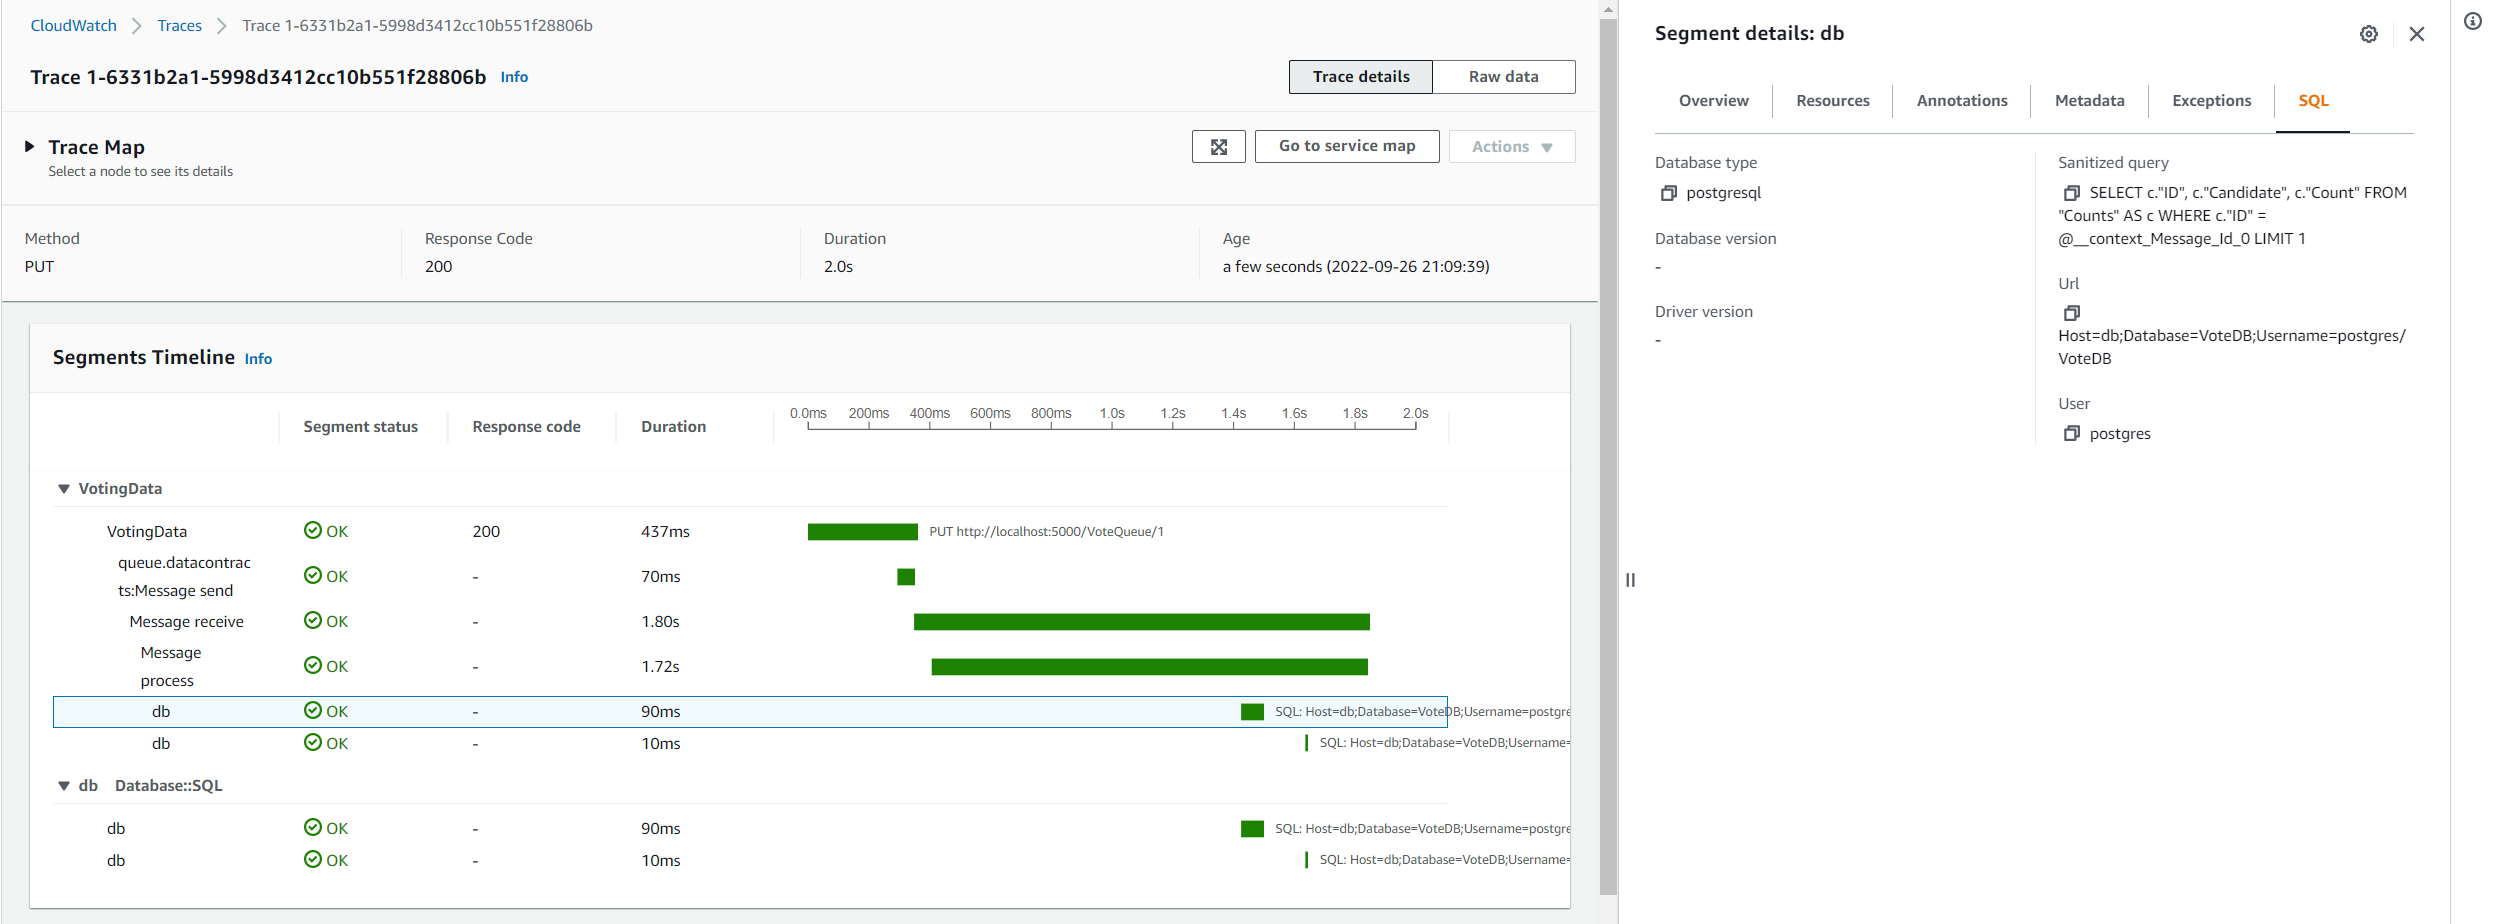 CloudWatch > Traces > Trace 1-6331b2a1-5998d3412cc10b551f28806b
Trace 1-6331b2a1-5998d3412cc10b551f28806b Info
Trace details Raw data
Trace Map
Select a node to see its details
Go to service map Actions
Method Response Code Duration Age
PUT 200 2.0s a few seconds (2022-09-26 21:09:39)
Segments Timeline Info
0.0ms 200ms 400ms 600ms 800ms 1.0s 1.2s 1.4s 1.6s 1.8s 2.0s
Segment status Response code Duration
VotingData
VotingData OK 200 437ms PUT http://localhost:5000/VoteQueue/1
queue.datacontrac
ts:Message send OK - 70ms
Message receive OK - 1.80s
Message
process OK - 1.72s
db OK - 90ms SQL: Host=db;Database=VoteDB;Username=postgre
db OK - 10ms SQL: Host=db;Database=VoteDB;Username=
db Database::SQL
db OK - 90ms SQL: Host=db;Database=VoteDB;Username=postgre
db OK - 10ms SQL: Host=db;Database=VoteDB;Username=
Segment details: db
Overview Resources Annotations Metadata Exceptions SQL
Database type
postgresql
Database version
-
Driver version
-
Sanitized query
SELECT c."ID", c."Candidate", c."Count" FROM
"Counts" AS c WHERE c."ID" =
@__context_Message_Id_0 LIMIT 1
Url
Host=db;Database=VoteDB;Username=postgres/
VoteDB
User
postgres